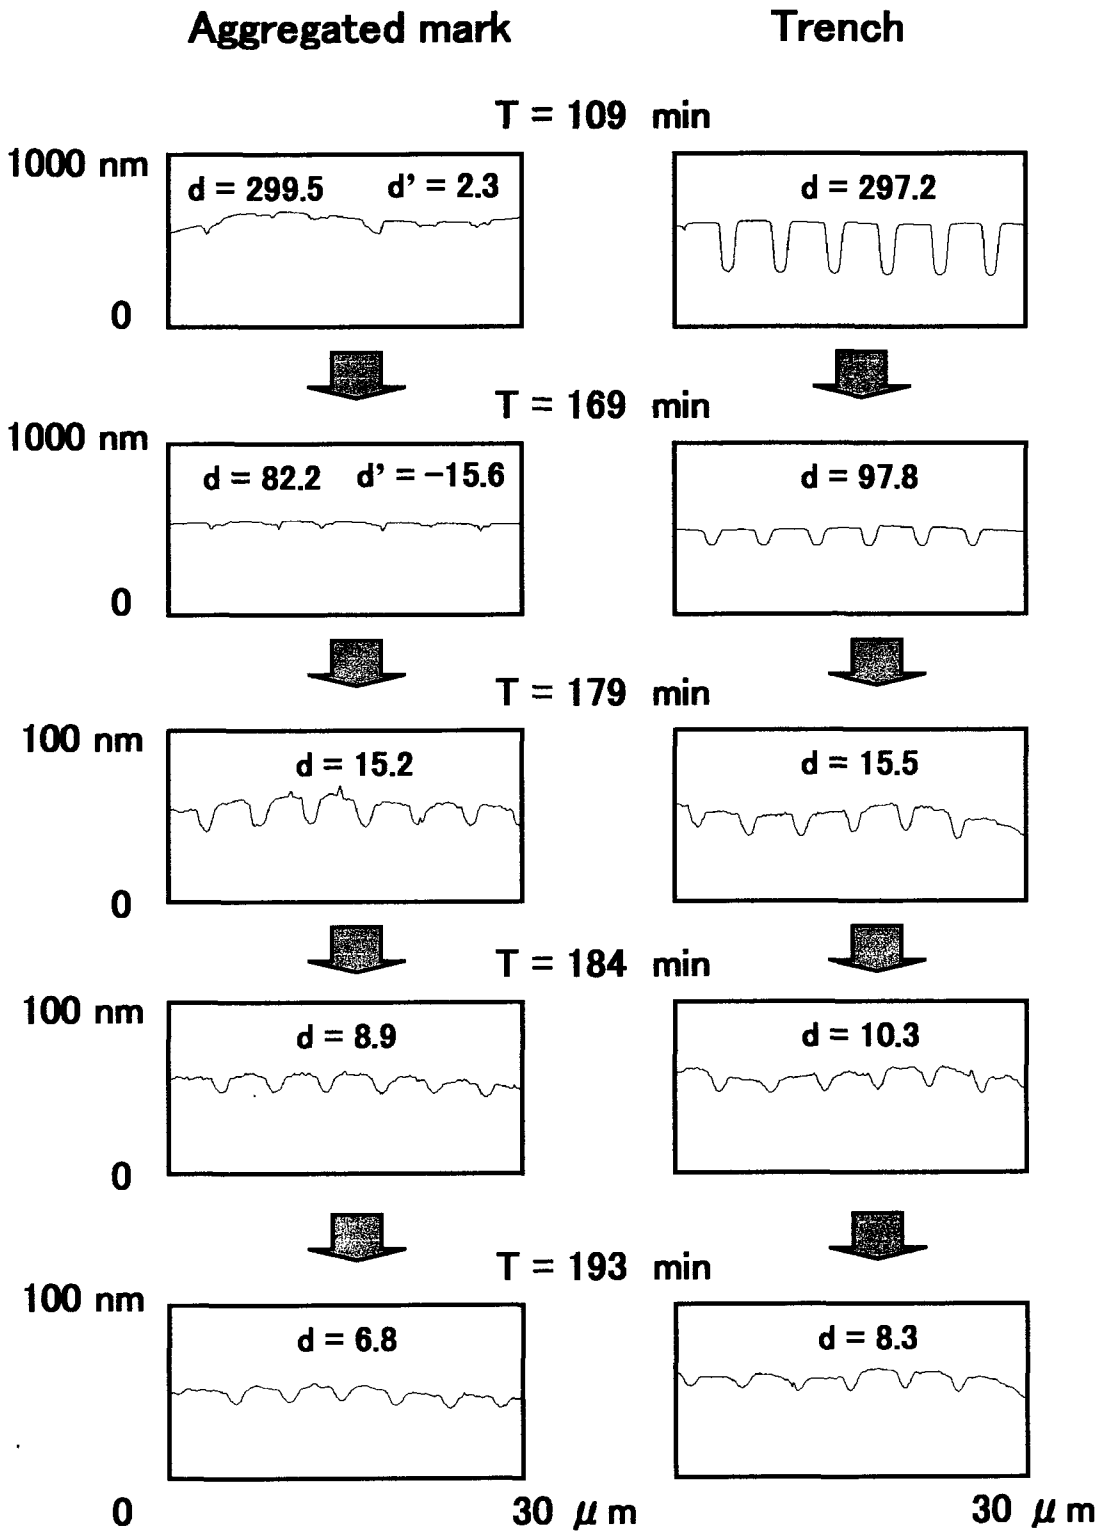 Aggregated mark Trench
T = 109 min
1000 nm
d = 299.5 d' = 2.3
d = 297.2
0
T = 169 min
1000 nm
d = 82.2 d' = −15.6
d = 97.8
0
T = 179 min
100 nm
d = 15.2
d = 15.5
0
T = 184 min
100 nm
d = 8.9
d = 10.3
0
T = 193 min
100 nm
d = 6.8
d = 8.3
0 30 μm 30 μm